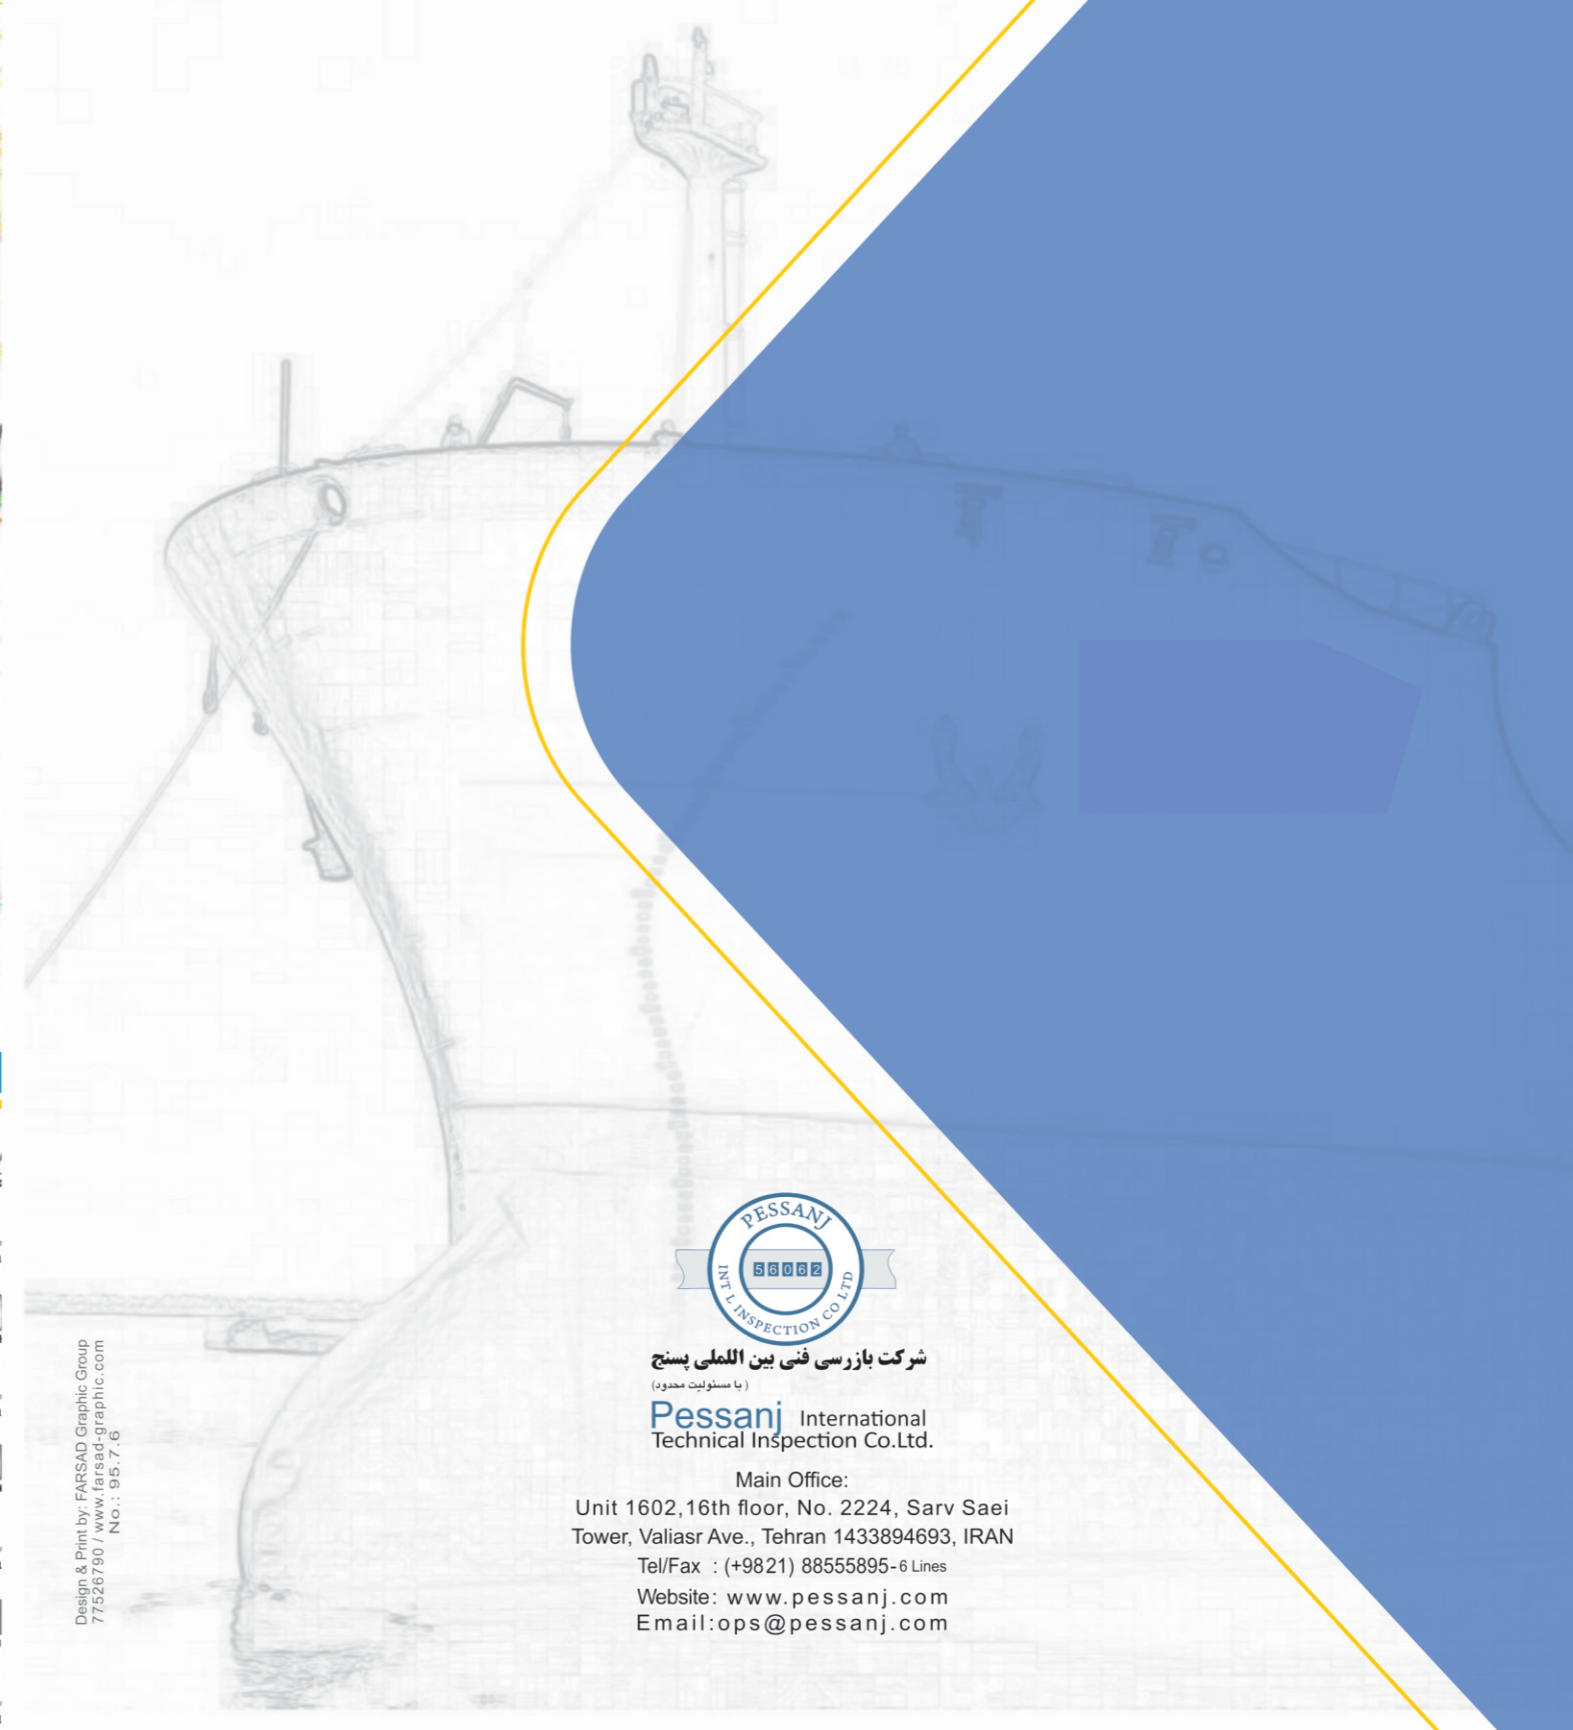 PESSANJ
56062
INT L INSPECTION CO LTD
شرکت بازرسی فنی بین اللملی پسنج
(با مسئولیت محدود)
Pessanj International
Technical Inspection Co.Ltd.
Main Office:
Unit 1602,16th floor, No. 2224, Sarv Saei
Tower, Valiasr Ave., Tehran 1433894693, IRAN
Tel/Fax : (+9821) 88555895-6 Lines
Website: www.pessanj.com
Email:ops@pessanj.com
Design & Print by: FARSAD Graphic Group
77526790 / www.farsad-graphic.com
No.: 95.7.6